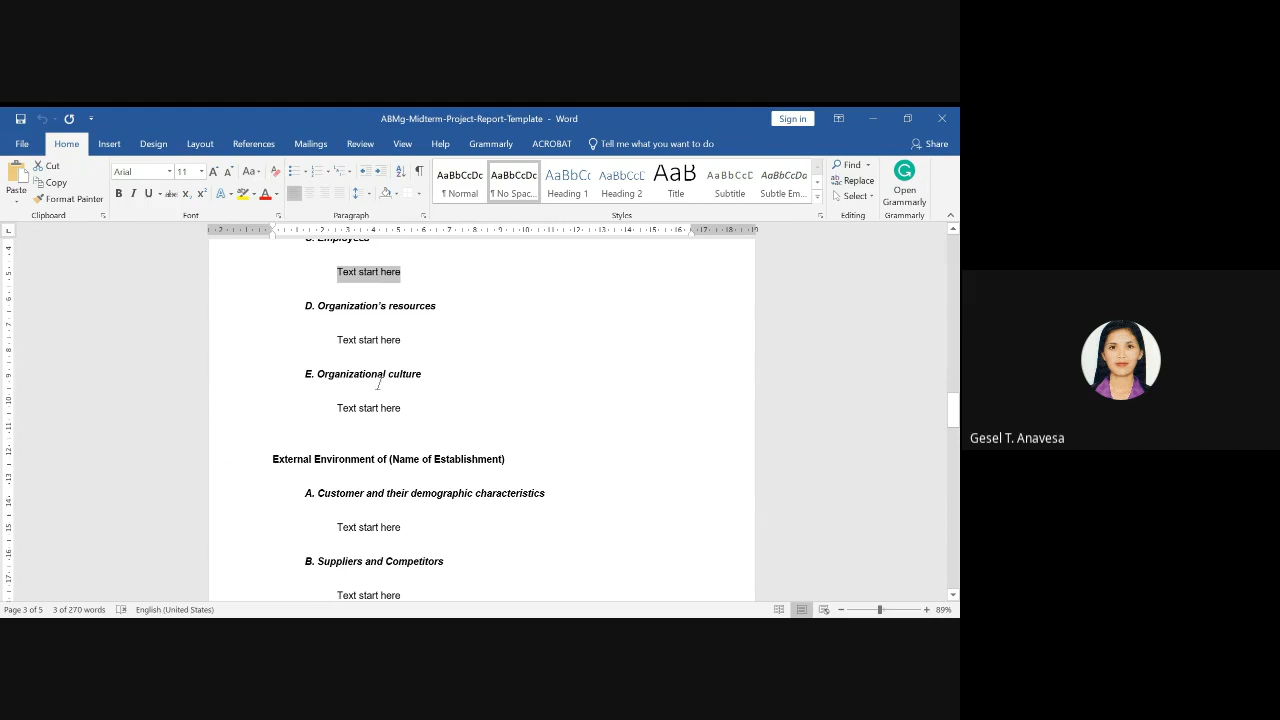 ABMg-Midterm-Project-Report-Template - Word
Sign in
File Home Insert Design Layout References Mailings Review View Help Grammarly ACROBAT Tell me what you want to do Share
Paste
Cut
Copy
Format Painter
Clipboard
Arial 11
Font
Paragraph
AaBbCcDc AaBbCcDc AaBbCc AaBbCcDc AaB AaBbCcDc AaBbCcDc
¶ Normal ¶ No Spac... Heading 1 Heading 2 Title Subtitle Subtle Em...
Styles
Find
Replace
Select
Editing
Open
Grammarly
Grammarly
C. Employees
Text start here
D. Organization's resources
Text start here
E. Organizational culture
Text start here
External Environment of (Name of Establishment)
A. Customer and their demographic characteristics
Text start here
B. Suppliers and Competitors
Text start here
Page 3 of 5 3 of 270 words English (United States) 89%
Gesel T. Anavesa